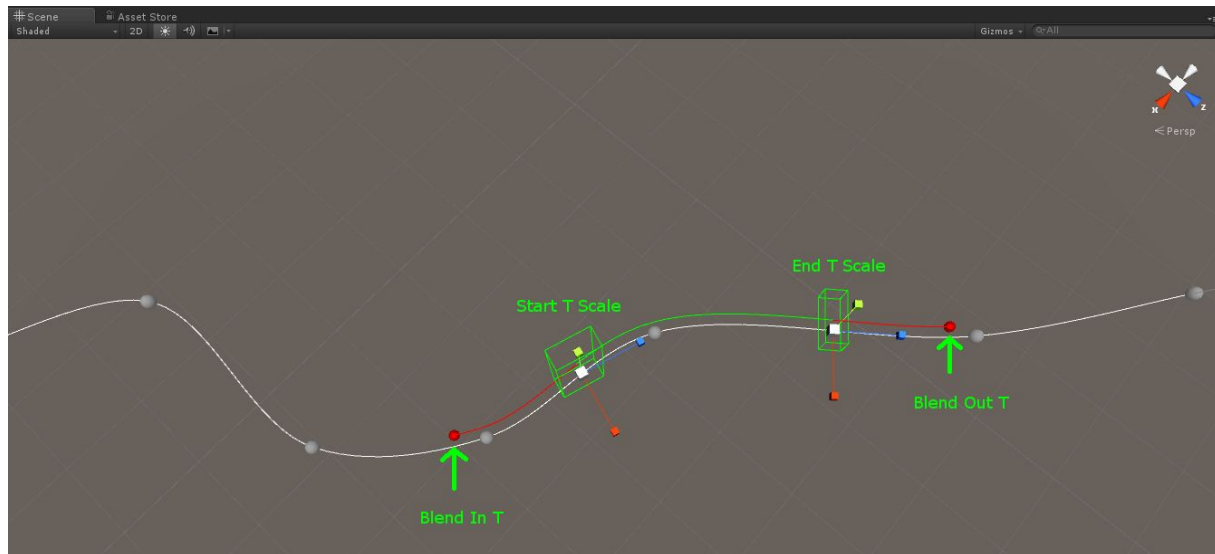 Scene
Asset Store
Shaded
2D
Gizmos
All
x
z
Persp
End T Scale
Start T Scale
Blend Out T
Blend In T